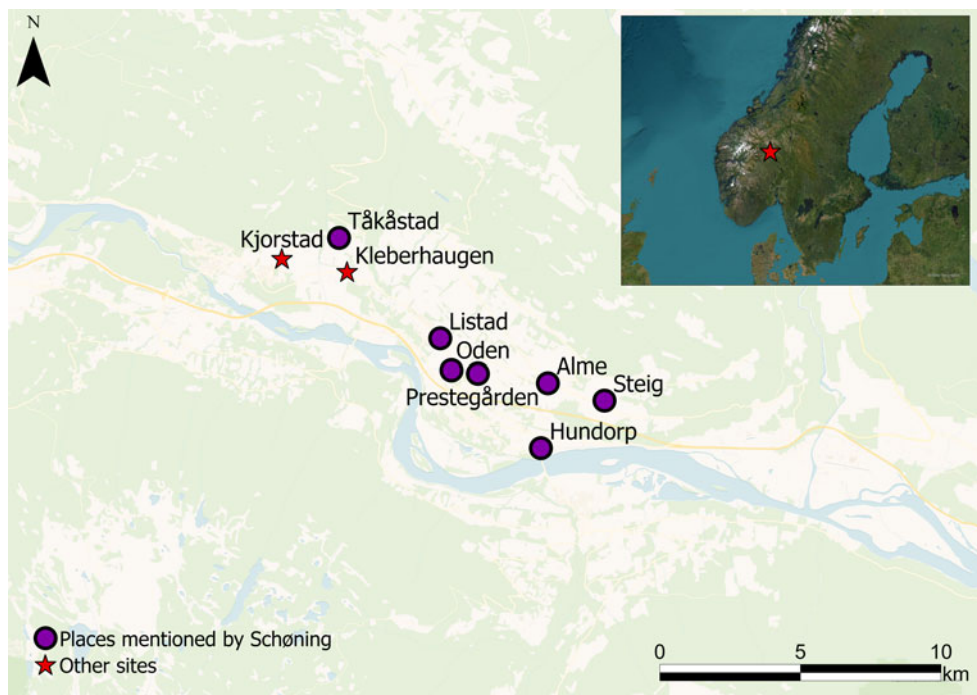 N
Tåkåstad
Kjorstad
Kleberhaugen
Listad
Oden
Alme
Prestegården
Steig
Hundorp
Places mentioned by Schøning
Other sites
0 5 10
km